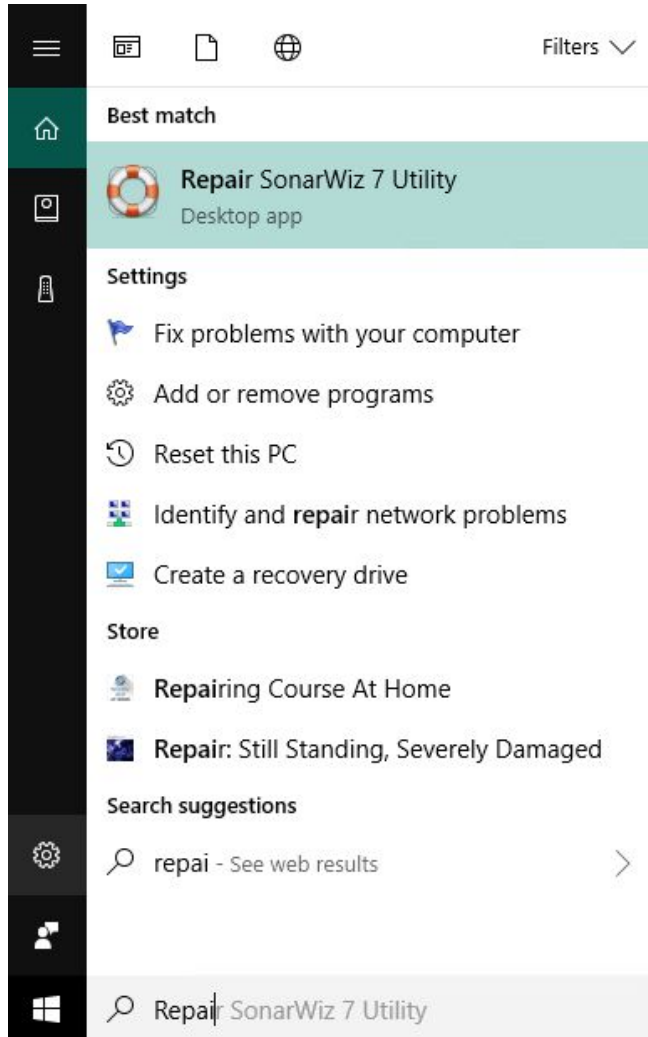 Filters
Best match
Repair SonarWiz 7 Utility
Desktop app
Settings
Fix problems with your computer
Add or remove programs
Reset this PC
Identify and repair network problems
Create a recovery drive
Store
Repairing Course At Home
Repair: Still Standing, Severely Damaged
Search suggestions
repai - See web results
Repair SonarWiz 7 Utility